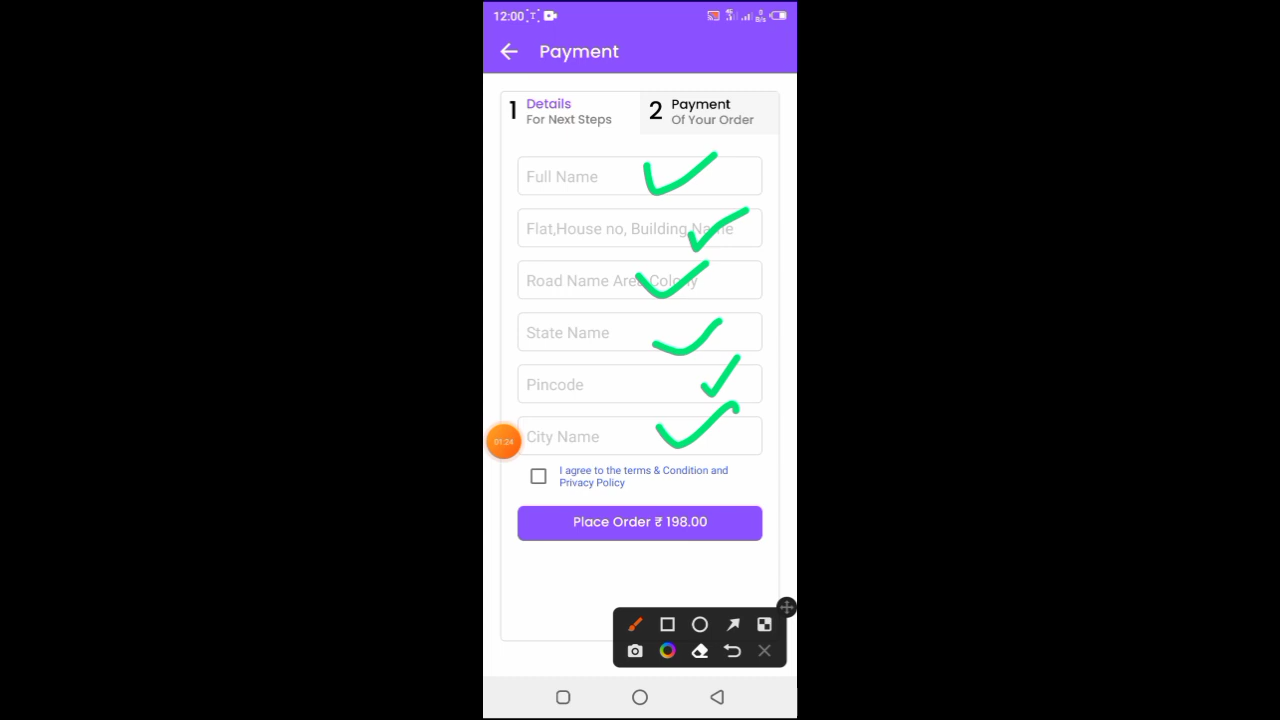 12:00
Payment
1 Details
For Next Steps
2 Payment
Of Your Order
Full Name
Flat,House no, Building Name
Road Name Area Colony
State Name
Pincode
City Name
01:24
I agree to the terms & Condition and
Privacy Policy
Place Order ₹ 198.00